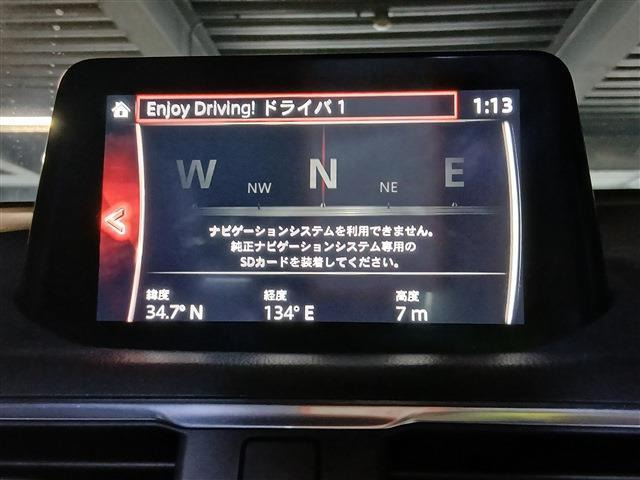 Enjoy Driving! ドライバ 1 1:13
W NW N NE E
ナビゲーションシステムを利用できません。
純正ナビゲーションシステム専用の
SDカードを装着してください。
緯度 経度 高度
34.7° N 134° E 7 m